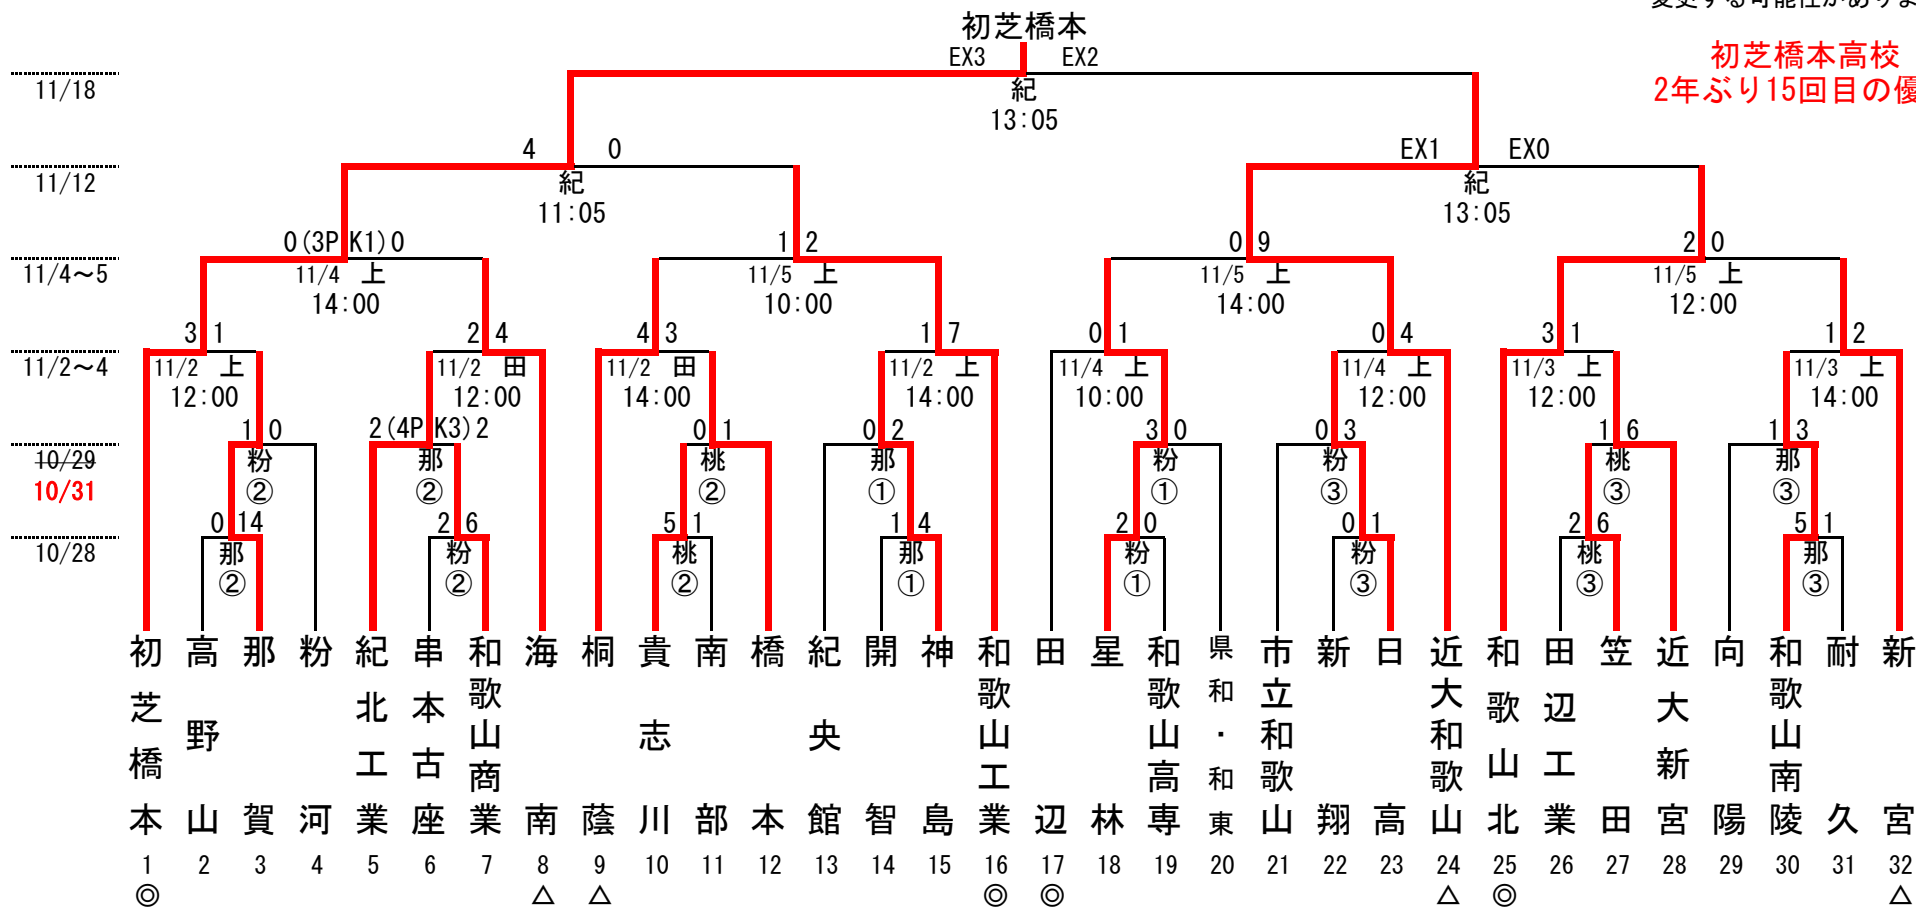 変更する可能性がありま
初芝橋本
EX3 EX2
初芝橋本高校
2年ぶり15回目の優
11/18
紀
13:05
4 0 EX1 EX0
11/12
紀 紀
11:05 13:05
0(3PK1)0 1 2 0 9 2 0
11/4～5
11/4 上 11/5 上 11/5 上 11/5 上
14:00 10:00 14:00 12:00
3 1 2 4 4 3 1 7 0 1 0 4 3 1 1 2
11/2～4
11/2 上 11/2 田 11/2 田 11/2 上 11/4 上 11/4 上 11/3 上 11/3 上
12:00 12:00 14:00 14:00 10:00 12:00 12:00 14:00
1 0 2(4PK3)2 0 1 0 2 3 0 0 3 1 6 1 3
10/29
粉 那 桃 那 粉 粉 桃 那
10/31
② ② ② ① ① ③ ③ ③
0 14 2 6 5 1 1 4 2 0 0 1 2 6 5 1
10/28
那 粉 桃 那 粉 粉 桃 那
② ② ② ① ① ③ ③ ③
初芝橋本
高野山
那賀
粉河
紀北工業
串本古座
和歌山商業
海南
桐蔭
貴志川
南部
橋本
紀央館
開智
神島
和歌山工業
田辺
星林
和歌山高専
県和・和東
市立和歌山
新翔
日高
近大和歌山
和歌山北
田辺工業
笠田
近大新宮
向陽
和歌山南陵
耐久
新宮
1 2 3 4 5 6 7 8 9 10 11 12 13 14 15 16 17 18 19 20 21 22 23 24 25 26 27 28 29 30 31 32
◎ △ △ ◎ ◎ △ ◎ △